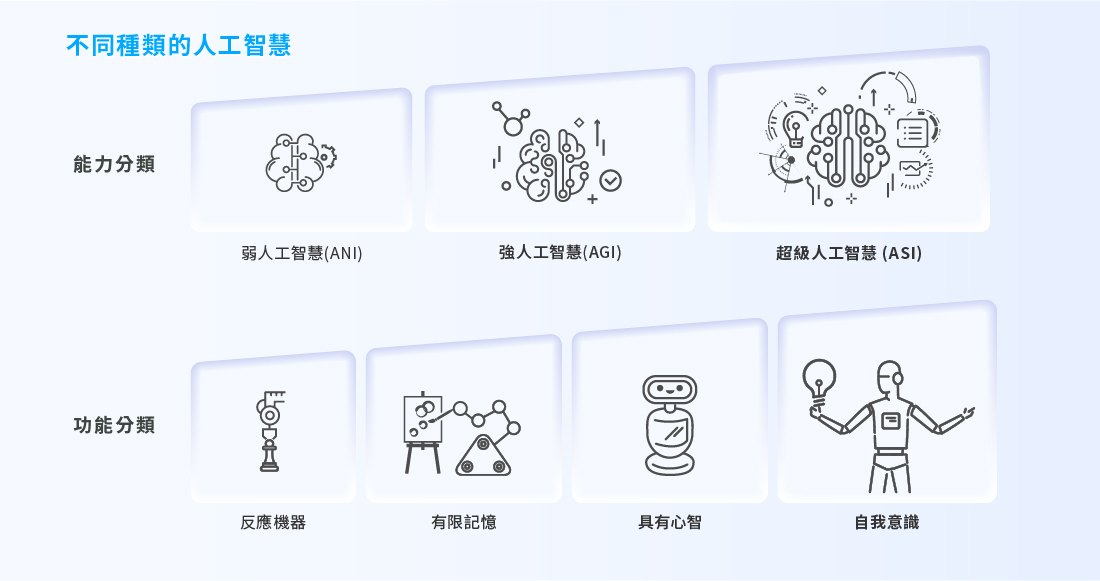 不同種類的人工智慧
能力分類
弱人工智慧(ANI)
強人工智慧(AGI)
超級人工智慧 (ASI)
功能分類
反應機器
有限記憶
具有心智
自我意識